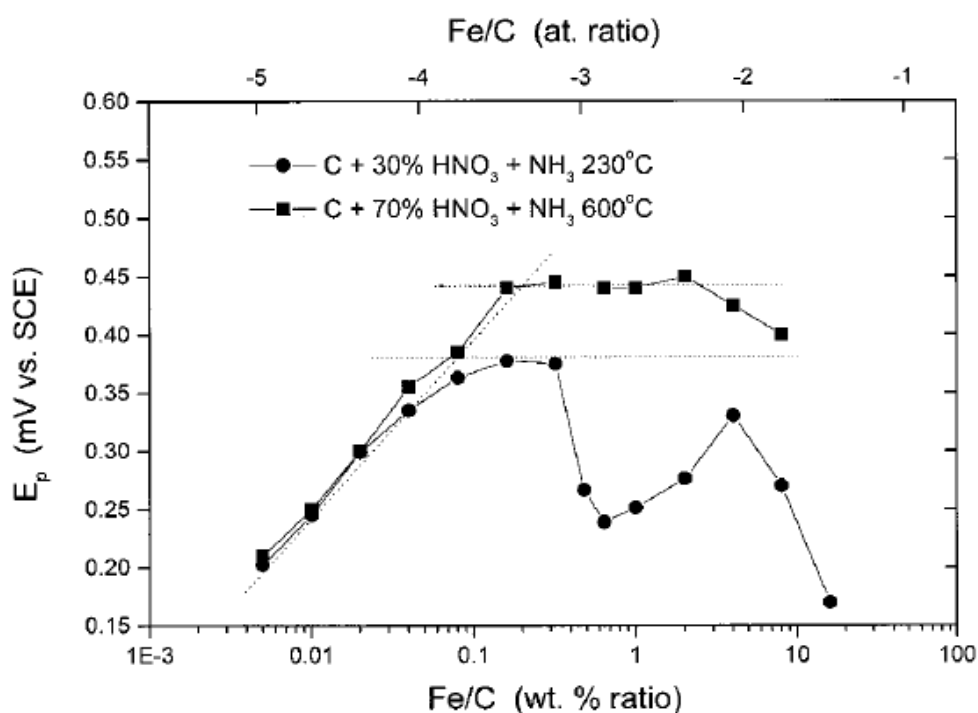 Fe/C (at. ratio)
-5 -4 -3 -2 -1
0.60
0.55
0.50
0.45
0.40
0.35
0.30
0.25
0.20
0.15
E_p (mV vs. SCE)
C + 30% HNO₃ + NH₃ 230°C
C + 70% HNO₃ + NH₃ 600°C
1E-3 0.01 0.1 1 10 100
Fe/C (wt. % ratio)